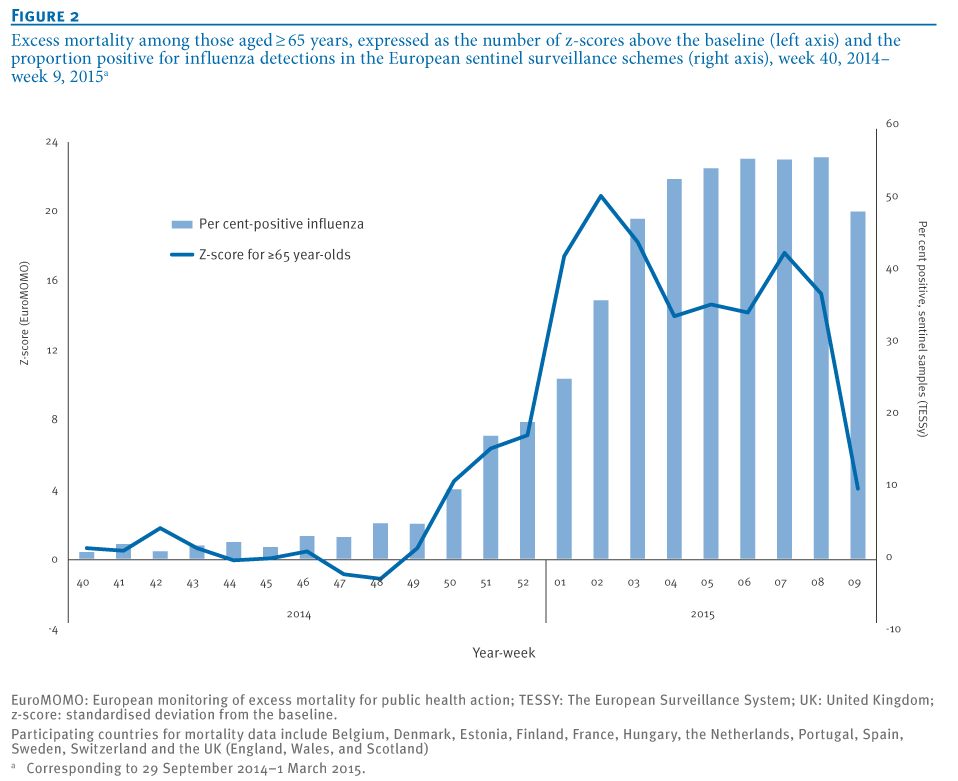 Figure 2
Excess mortality among those aged ≥ 65 years, expressed as the number of z-scores above the baseline (left axis) and the
proportion positive for influenza detections in the European sentinel surveillance schemes (right axis), week 40, 2014–
week 9, 2015a
24
20
16
12
8
4
0
-4
Z-score (EuroMOMO)
Per cent-positive influenza
Z-score for ≥65 year-olds
60
50
40
30
20
10
0
-10
Per cent positive, sentinel samples (TESSy)
40 41 42 43 44 45 46 47 48 49 50 51 52 01 02 03 04 05 06 07 08 09
2014 2015
Year-week
EuroMOMO: European monitoring of excess mortality for public health action; TESSY: The European Surveillance System; UK: United Kingdom;
z-score: standardised deviation from the baseline.
Participating countries for mortality data include Belgium, Denmark, Estonia, Finland, France, Hungary, the Netherlands, Portugal, Spain,
Sweden, Switzerland and the UK (England, Wales, and Scotland)
a Corresponding to 29 September 2014–1 March 2015.